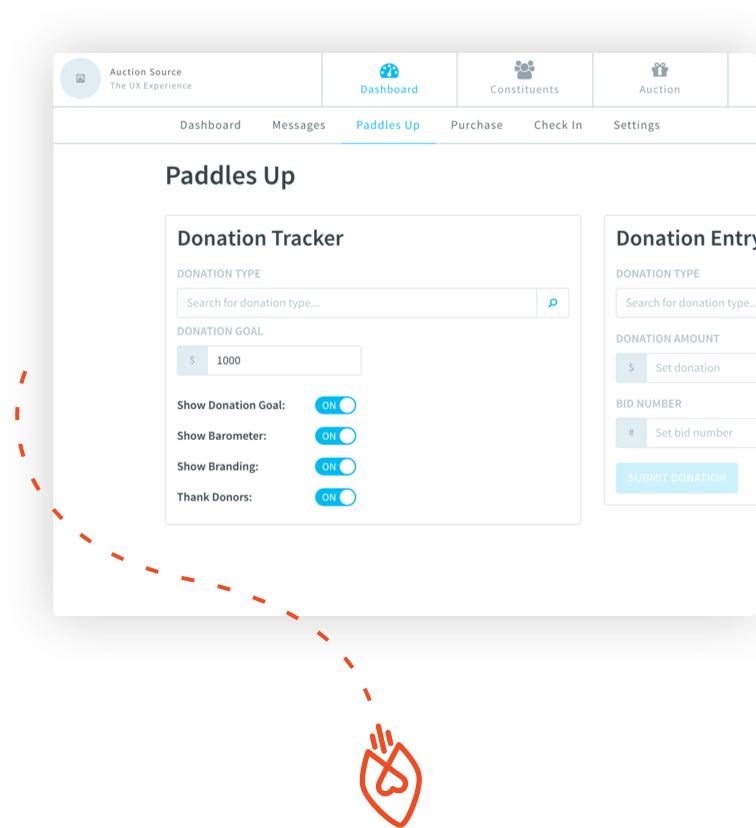 Auction Source
The UX Experience
Dashboard
Constituents
Auction
Dashboard
Messages
Paddles Up
Purchase
Check In
Settings
Paddles Up
Donation Tracker
DONATION TYPE
Search for donation type...
DONATION GOAL
$ 1000
Show Donation Goal: ON
Show Barometer: ON
Show Branding: ON
Thank Donors: ON
Donation Entry
DONATION TYPE
Search for donation type...
DONATION AMOUNT
$ Set donation
BID NUMBER
# Set bid number
SUBMIT DONATION